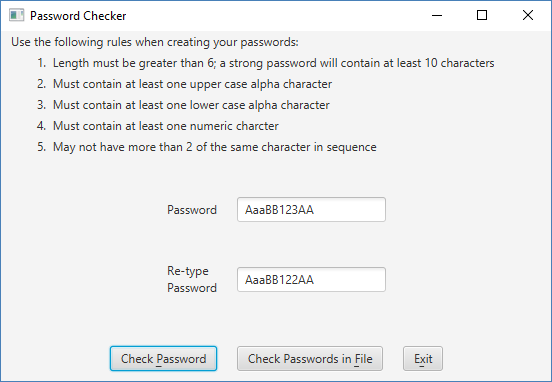 Password Checker
Use the following rules when creating your passwords:
1. Length must be greater than 6; a strong password will contain at least 10 characters
2. Must contain at least one upper case alpha character
3. Must contain at least one lower case alpha character
4. Must contain at least one numeric charcter
5. May not have more than 2 of the same character in sequence
Password AaaBB123AA
Re-type
Password AaaBB122AA
Check Password Check Passwords in File Exit